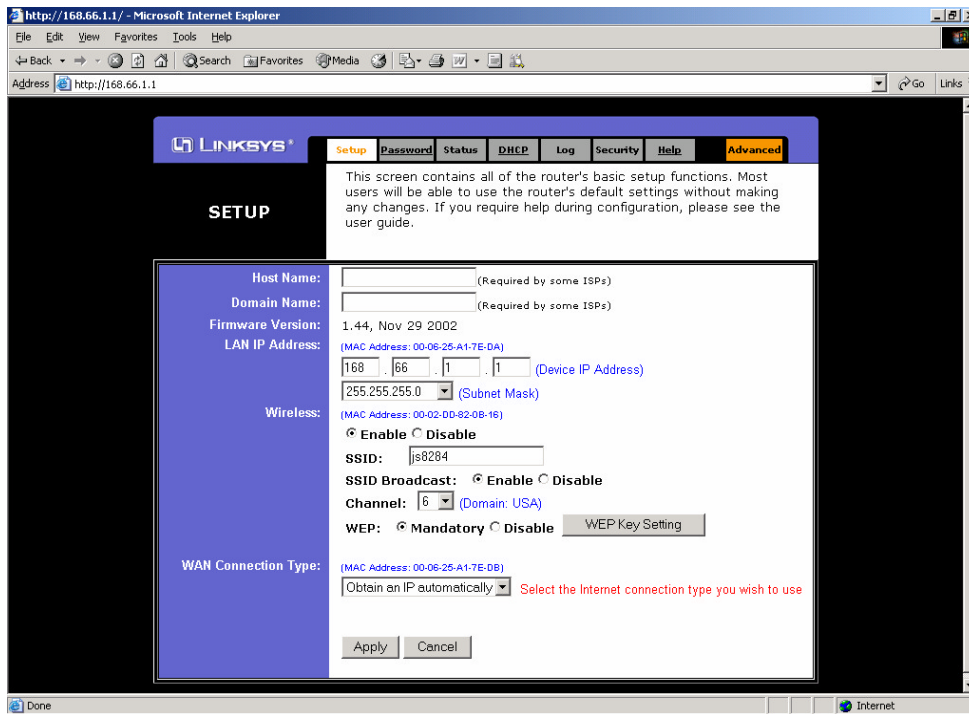 http://168.66.1.1/ - Microsoft Internet Explorer
File Edit View Favorites Tools Help
Back Search Favorites Media
Address http://168.66.1.1 Go Links
LINKSYS®
Setup Password Status DHCP Log Security Help Advanced
SETUP
This screen contains all of the router's basic setup functions. Most
users will be able to use the router's default settings without making
any changes. If you require help during configuration, please see the
user guide.
Host Name: (Required by some ISPs)
Domain Name: (Required by some ISPs)
Firmware Version: 1.44, Nov 29 2002
LAN IP Address: (MAC Address: 00-06-25-A1-7E-DA)
168 . 66 . 1 . 1 (Device IP Address)
255.255.255.0 (Subnet Mask)
Wireless: (MAC Address: 00-02-DD-82-0B-16)
Enable Disable
SSID: js8284
SSID Broadcast: Enable Disable
Channel: 6 (Domain: USA)
WEP: Mandatory Disable WEP Key Setting
WAN Connection Type: (MAC Address: 00-06-25-A1-7E-DB)
Obtain an IP automatically Select the Internet connection type you wish to use
Apply Cancel
Done Internet